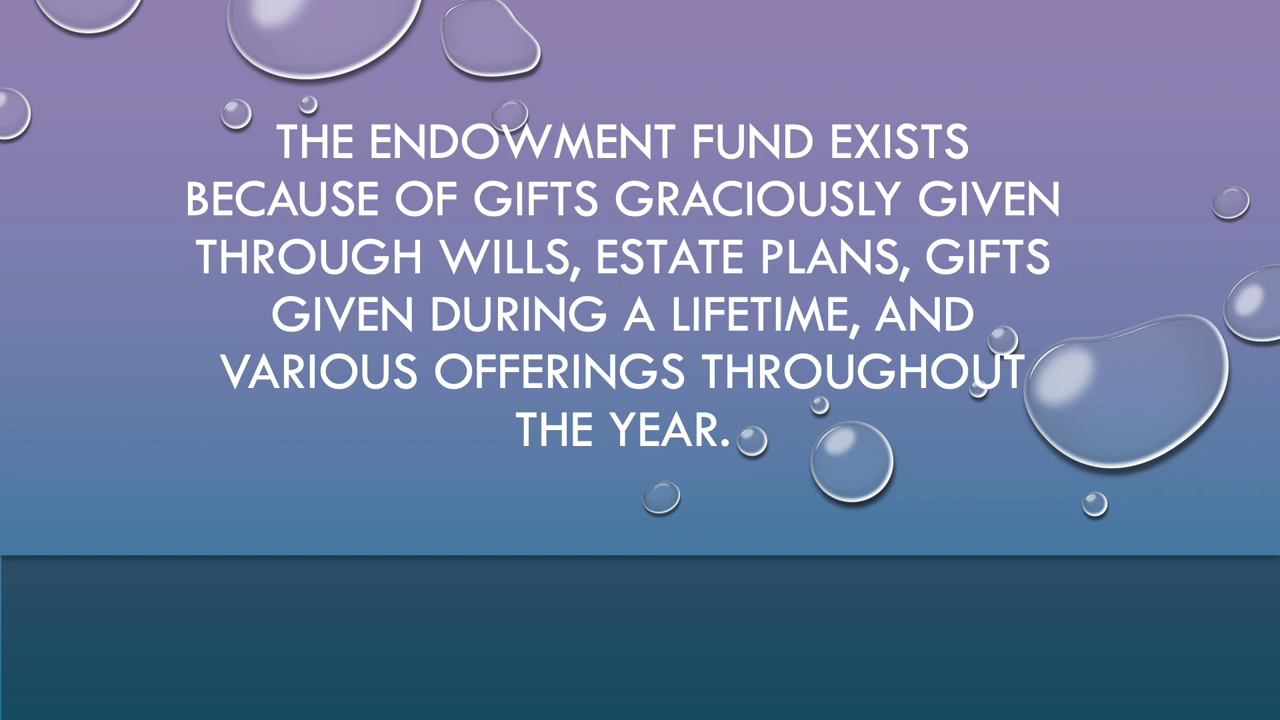 THE ENDOWMENT FUND EXISTS
BECAUSE OF GIFTS GRACIOUSLY GIVEN
THROUGH WILLS, ESTATE PLANS, GIFTS
GIVEN DURING A LIFETIME, AND
VARIOUS OFFERINGS THROUGHOUT
THE YEAR.